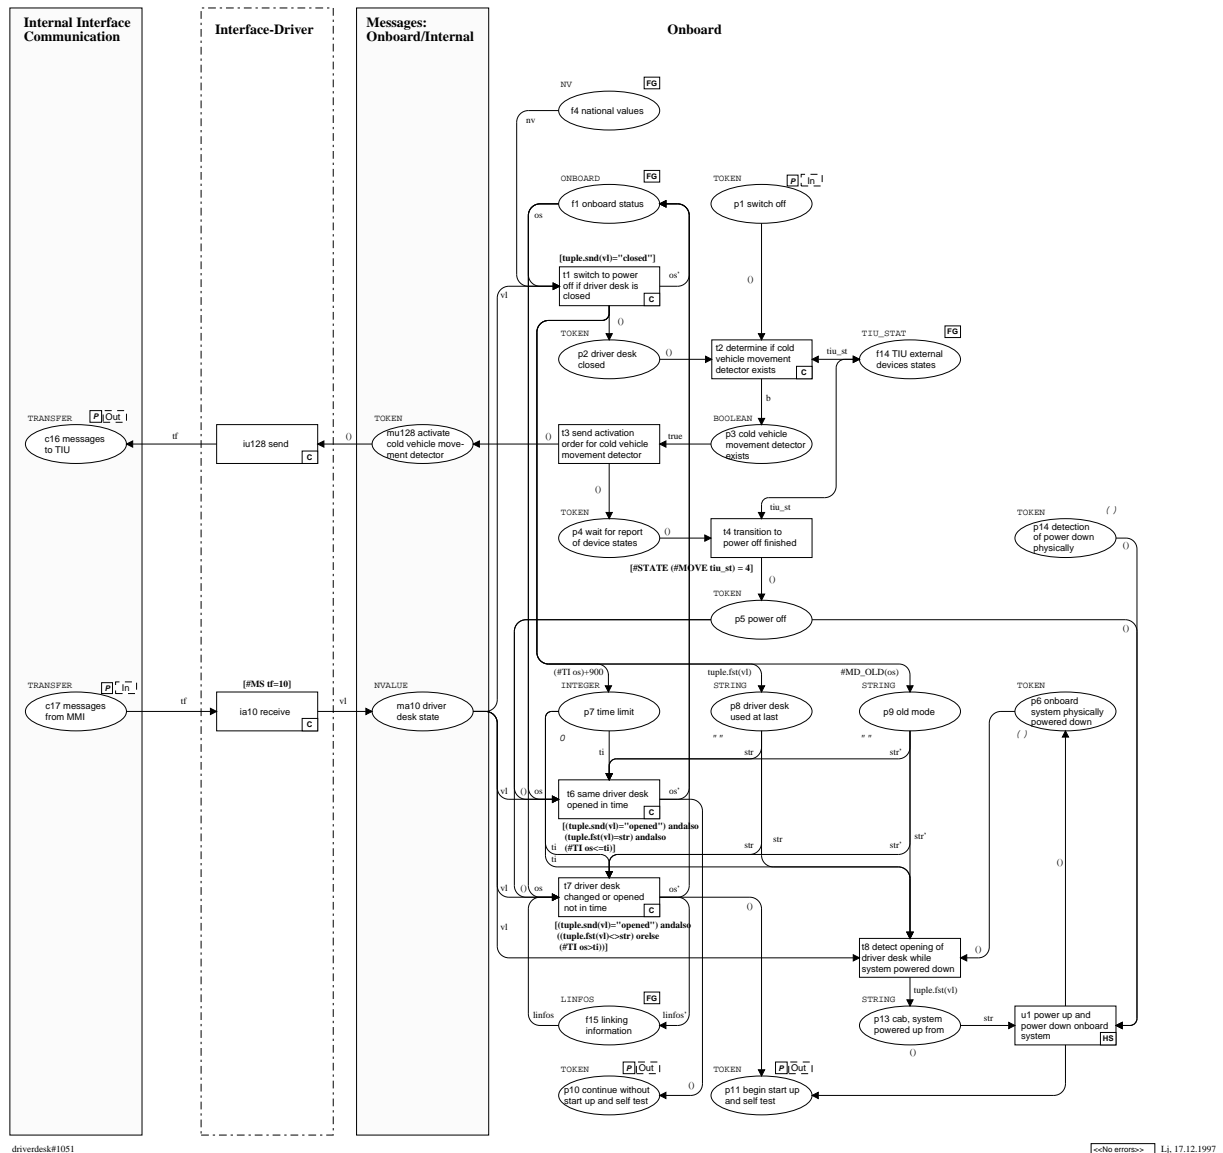 Internal Interface
Communication
Interface-Driver
Messages:
Onboard/Internal
Onboard
NV
FG
f4 national values
nv
ONBOARD
FG
f1 onboard status
os
TOKEN
P In
p1 switch off
()
[tuple.snd(vl)="closed"]
t1 switch to power
off if driver desk is
closed
C
os'
vl
()
TOKEN
p2 driver desk
closed
()
t2 determine if cold
vehicle movement
detector exists
C
tiu_st
TIU_STAT
FG
f14 TIU external
devices states
b
TRANSFER
P Out
c16 messages
to TIU
tf
iu128 send
C
()
TOKEN
mu128 activate
cold vehicle move-
ment detector
()
t3 send activation
order for cold vehicle
movement detector
true
BOOLEAN
p3 cold vehicle
movement detector
exists
()
tiu_st
TOKEN
p4 wait for report
of device states
()
t4 transition to
power off finished
[#STATE (#MOVE tiu_st) = 4]
()
TOKEN
()
p14 detection
of power down
physically
()
TOKEN
p5 power off
()
(#TI os)+900
tuple.fst(vl)
#MD_OLD(os)
TRANSFER
P In
c17 messages
from MMI
tf
[#MS tf=10]
ia10 receive
C
vl
NVALUE
ma10 driver
desk state
INTEGER
p7 time limit
0
STRING
p8 driver desk
used at last
""
STRING
p9 old mode
""
TOKEN
p6 onboard
system physically
powered down
()
ti
str
str'
vl
()
os
t6 same driver desk
opened in time
C
os'
[(tuple.snd(vl)="opened") andalso
(tuple.fst(vl)=str) andalso
(#TI os<=ti)]
ti
ti
str
str
str'
str'
()
vl
()
os
t7 driver desk
changed or opened
not in time
C
os'
()
[(tuple.snd(vl)="opened") andalso
((tuple.fst(vl)<>str) orelse
(#TI os>ti))]
vl
t8 detect opening of
driver desk while
system powered down
()
tuple.fst(vl)
LINFOS
FG
linfos
f15 linking
information
linfos'
STRING
p13 cab, system
powered up from
()
str
u1 power up and
power down onboard
system
HS
TOKEN
P Out
p10 continue without
start up and self test
()
TOKEN
P Out
p11 begin start up
and self test
driverdesk#1051
<<No errors>>
Lj, 17.12.1997